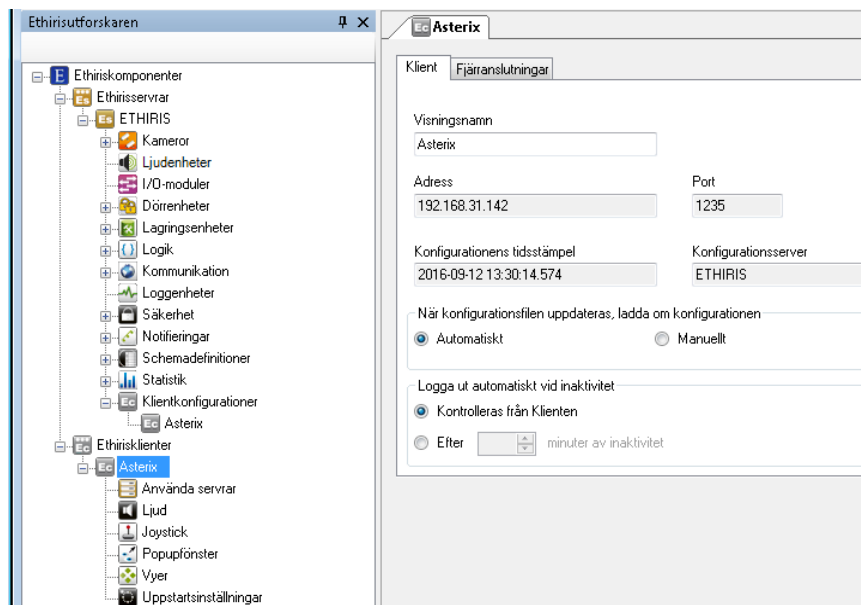 Ethirisutforskaren
Ethiriskomponenter
Ethirisservrar
ETHIRIS
Kameror
Ljudenheter
I/O-moduler
Dörrenheter
Lagringsenheter
Logik
Kommunikation
Loggenheter
Säkerhet
Notifieringar
Schemadefinitioner
Statistik
Klientkonfigurationer
Asterix
Ethirisklienter
Asterix
Använda servrar
Ljud
Joystick
Popupfönster
Vyer
Uppstartsinställningar
Asterix
Klient Fjärranslutningar
Visningsnamn
Asterix
Adress Port
192.168.31.142 1235
Konfigurationens tidsstämpel Konfigurationsserver
2016-09-12 13:30:14.574 ETHIRIS
När konfigurationsfilen uppdateras, ladda om konfigurationen
Automatiskt Manuellt
Logga ut automatiskt vid inaktivitet
Kontrolleras från Klienten
Efter minuter av inaktivitet